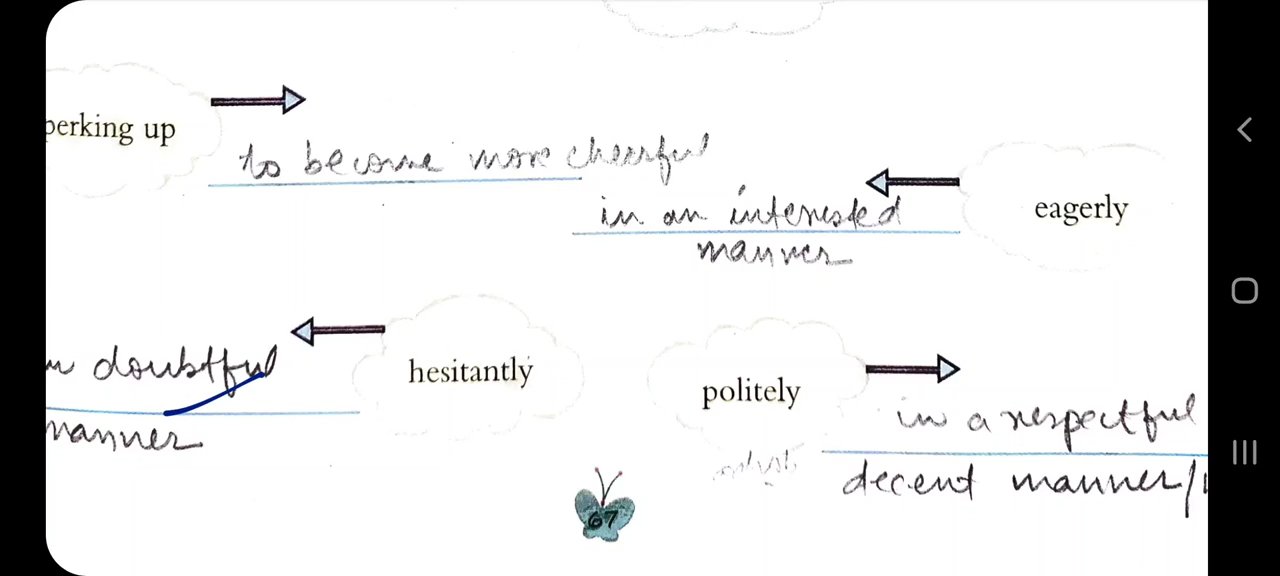 perking up
to become more cheerful
in an interested
manner
eagerly
doubtful
manner
hesitantly
politely
in a respectful
decent manner/
67